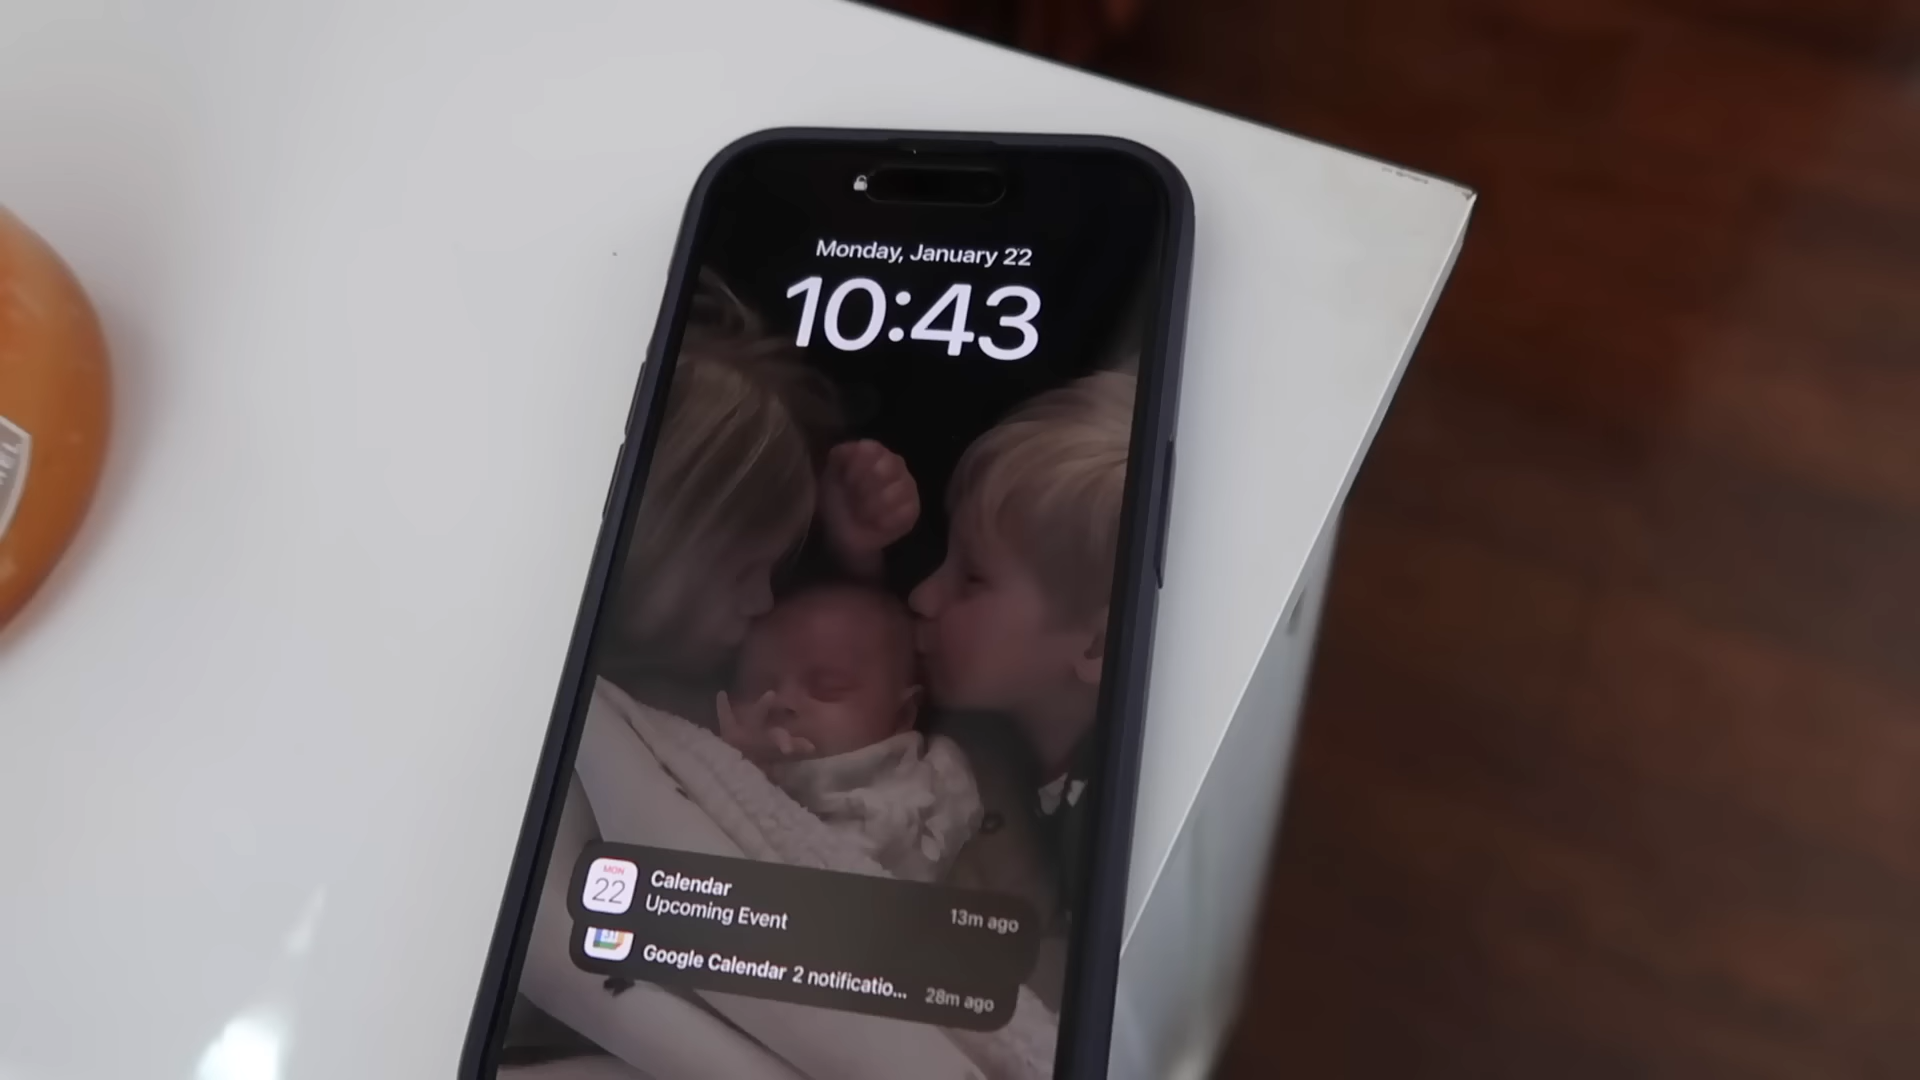 Monday, January 22
10:43
MON
22
Calendar
Upcoming Event
13m ago
Google Calendar 2 notificatio...
28m ago